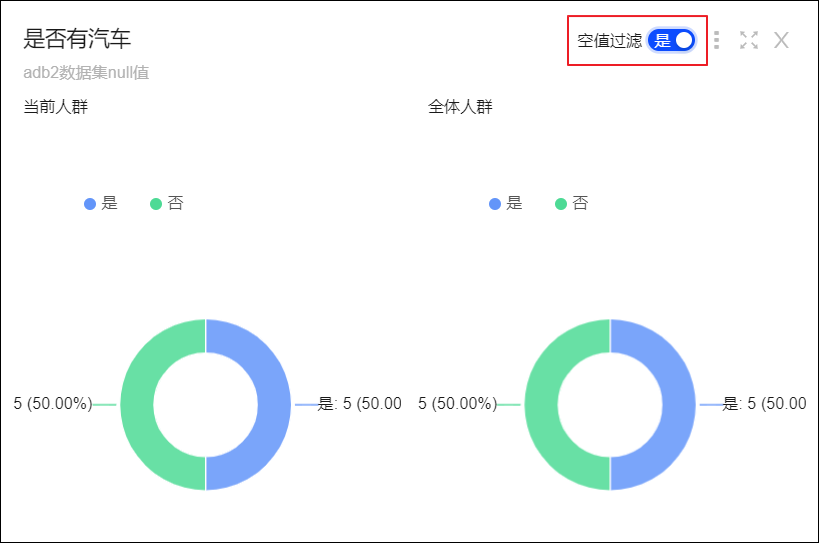 是否有汽车
空值过滤 是
adb2数据集null值
当前人群
全体人群
是 否
是 否
5 (50.00%)
是: 5 (50.00
5 (50.00%)
是: 5 (50.00